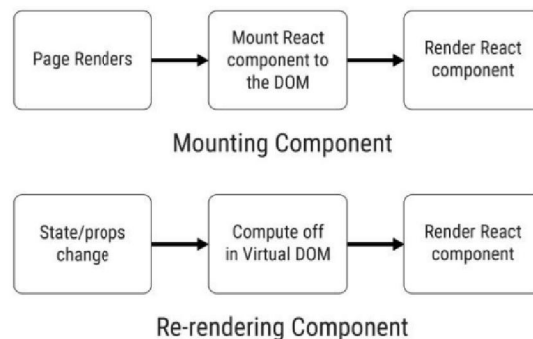 Page Renders
Mount React
component to
the DOM
Render React
component
Mounting Component
State/props
change
Compute off
in Virtual DOM
Render React
component
Re-rendering Component